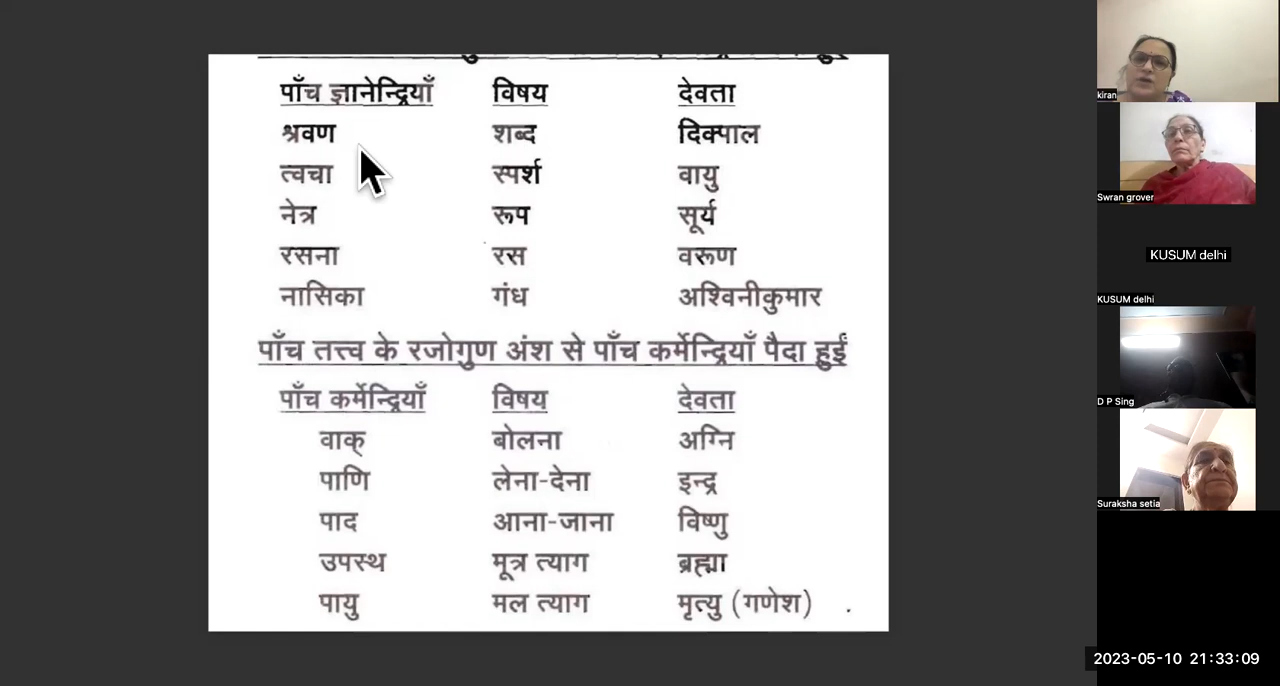 पाँच ज्ञानेन्द्रियाँ विषय देवता
श्रवण शब्द दिक्पाल
त्वचा स्पर्श वायु
नेत्र रूप सूर्य
रसना रस वरूण
नासिका गंध अश्विनीकुमार
पाँच तत्त्व के रजोगुण अंश से पाँच कर्मेन्द्रियाँ पैदा हुईं
पाँच कर्मेन्द्रियाँ विषय देवता
वाक् बोलना अग्नि
पाणि लेना-देना इन्द्र
पाद आना-जाना विष्णु
उपस्थ मूत्र त्याग ब्रह्मा
पायु मल त्याग मृत्यु (गणेश) .
kiran
Swran grover
KUSUM delhi
KUSUM delhi
D P Sing
Suraksha setia
2023-05-10 21:33:09